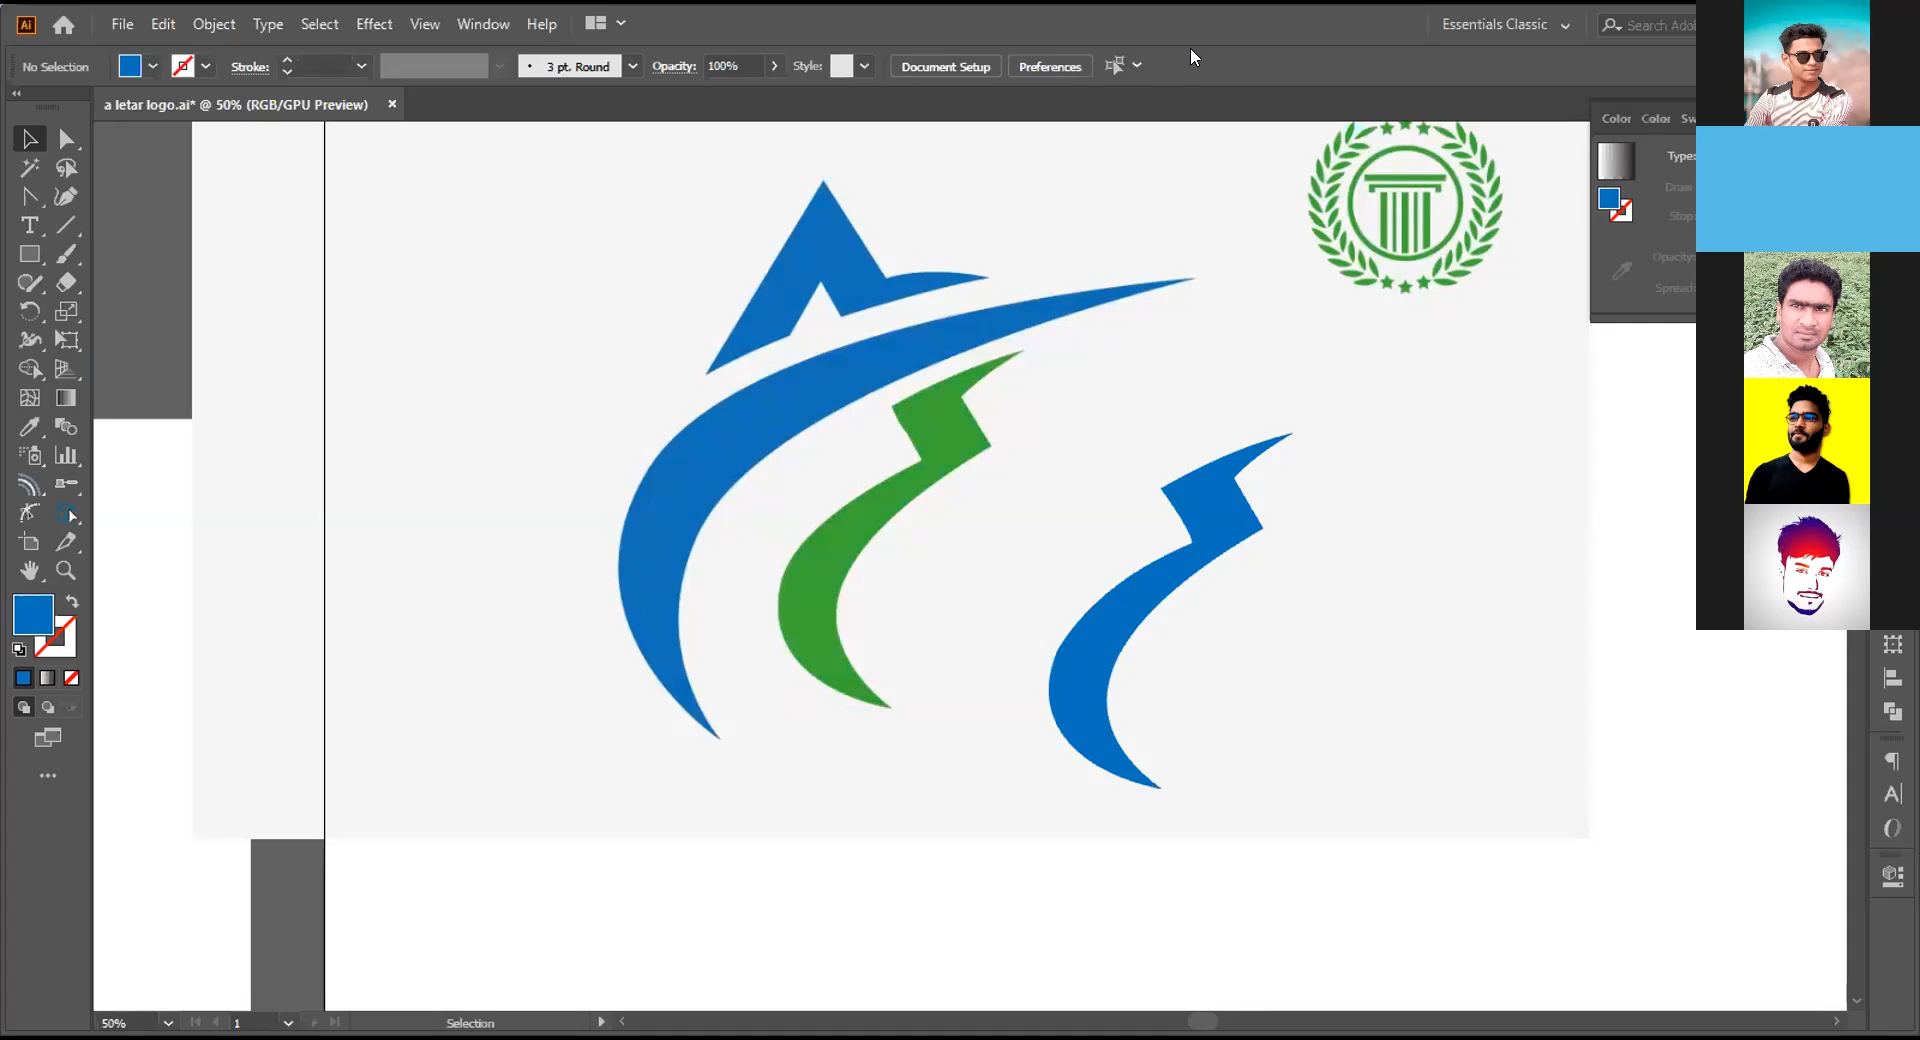 Ai File Edit Object Type Select Effect View Window Help Essentials Classic Search Adob
No Selection Stroke: 3 pt. Round Opacity: 100% Style: Document Setup Preferences
a letar logo.ai* @ 50% (RGB/GPU Preview)
Color Color Sw
Type:
Draw
Stop:
Opacity:
Spread:
50% 1 Selection